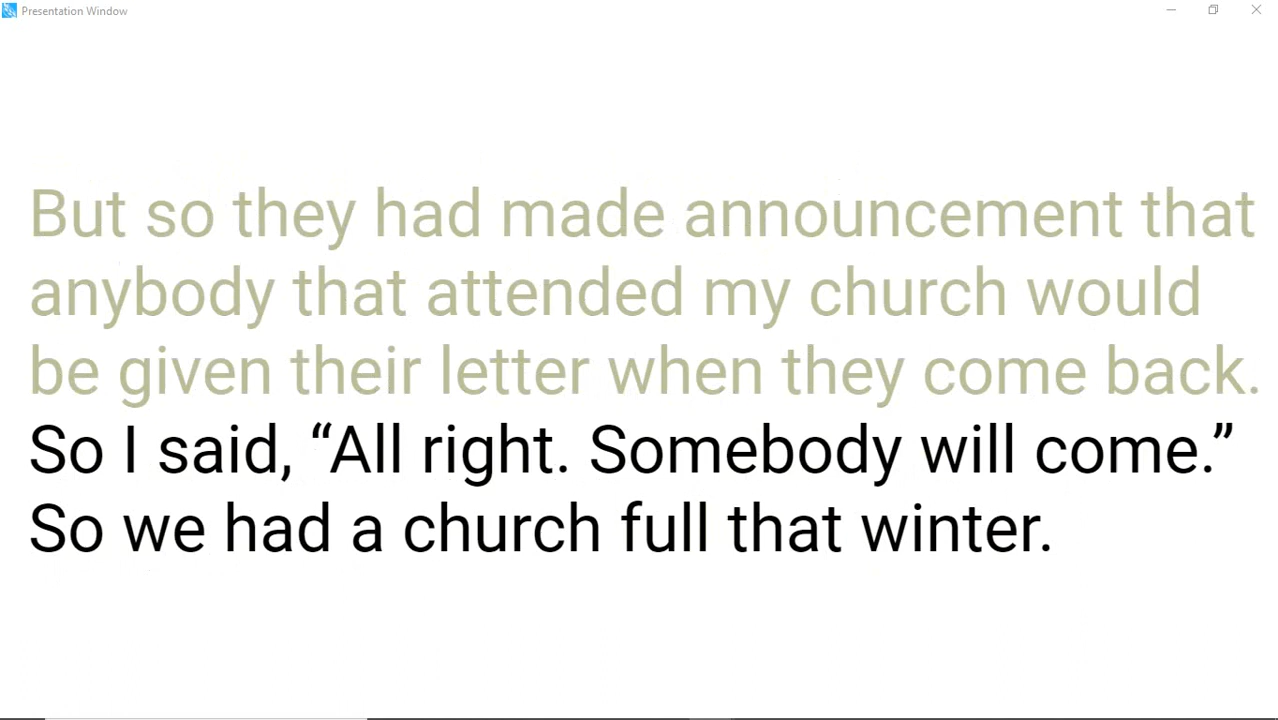 Presentation Window
But so they had made announcement that
anybody that attended my church would
be given their letter when they come back.
So I said, “All right. Somebody will come.”
So we had a church full that winter.